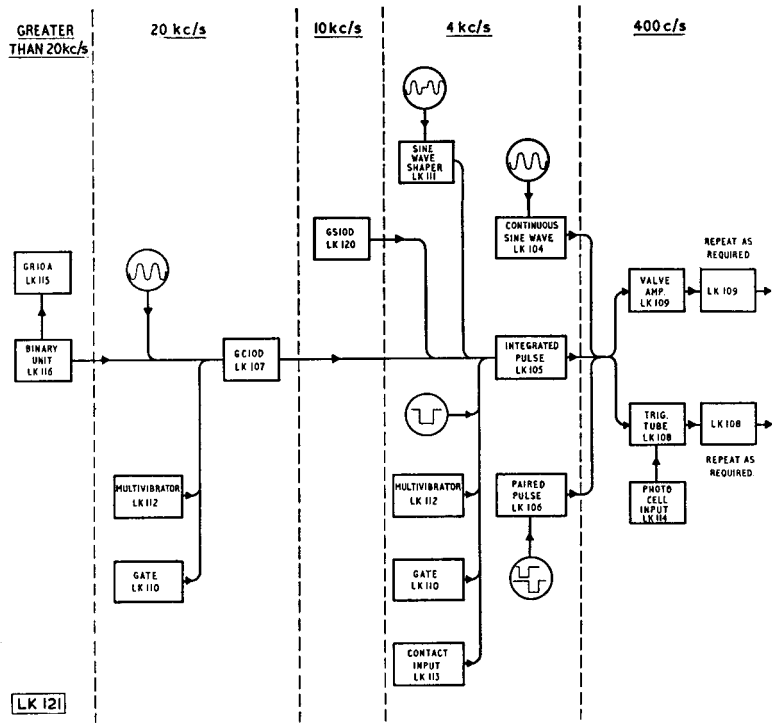 GREATER
THAN 20kc/s
20 kc/s
10 kc/s
4 kc/s
400 c/s
SINE
WAVE
SHAPER
LK 111
CONTINUOUS
SINE WAVE
LK 104
GS10D
LK 120
GR10A
LK 115
BINARY
UNIT
LK 116
GC10D
LK 107
INTEGRATED
PULSE
LK 105
REPEAT AS
REQUIRED
VALVE
AMP.
LK 109
LK 109
TRIG.
TUBE
LK 108
LK 108
REPEAT AS
REQUIRED.
PHOTO
CELL
INPUT
LK 114
MULTIVIBRATOR
LK 112
MULTIVIBRATOR
LK 112
PAIRED
PULSE
LK 106
GATE
LK 110
GATE
LK 110
CONTACT
INPUT
LK 113
LK 121